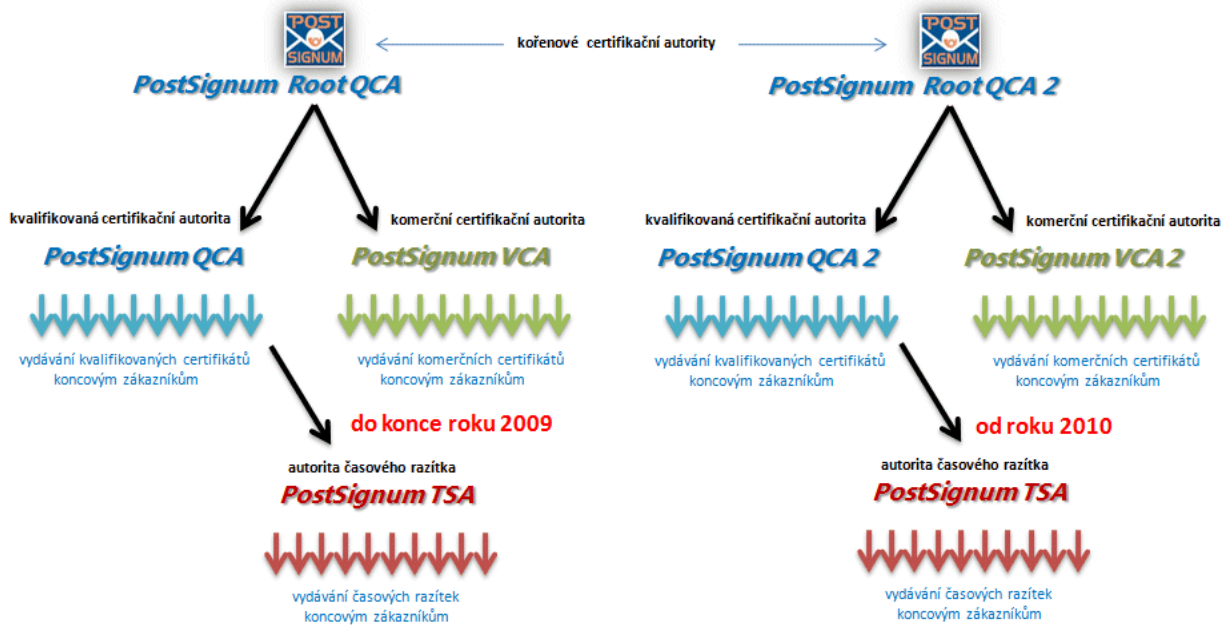 POST
SIGNUM
kořenové certifikační autority
POST
SIGNUM
PostSignum Root QCA
PostSignum Root QCA 2
kvalifikovaná certifikační autorita
komerční certifikační autorita
kvalifikovaná certifikační autorita
komerční certifikační autorita
PostSignum QCA
PostSignum VCA
PostSignum QCA 2
PostSignum VCA 2
vydávání kvalifikovaných certifikátů
koncovým zákazníkům
vydávání komerčních certifikátů
koncovým zákazníkům
vydávání kvalifikovaných certifikátů
koncovým zákazníkům
vydávání komerčních certifikátů
koncovým zákazníkům
do konce roku 2009
od roku 2010
autorita časového razítka
PostSignum TSA
autorita časového razítka
PostSignum TSA
vydávání časových razítek
koncovým zákazníkům
vydávání časových razítek
koncovým zákazníkům